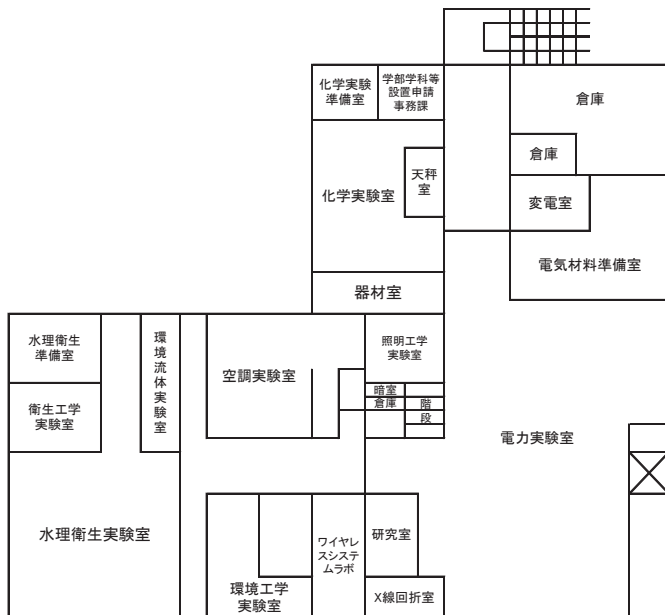 化学実験
準備室
学部学科等
設置申請
事務課
倉庫
倉庫
天秤
室
化学実験室
変電室
電気材料準備室
器材室
水理衛生
準備室
環境流体実験室
空調実験室
照明工学
実験室
暗室
倉庫
階
段
衛生工学
実験室
電力実験室
水理衛生実験室
ワイヤレ
スシステ
ムラボ
研究室
環境工学
実験室
X線回折室